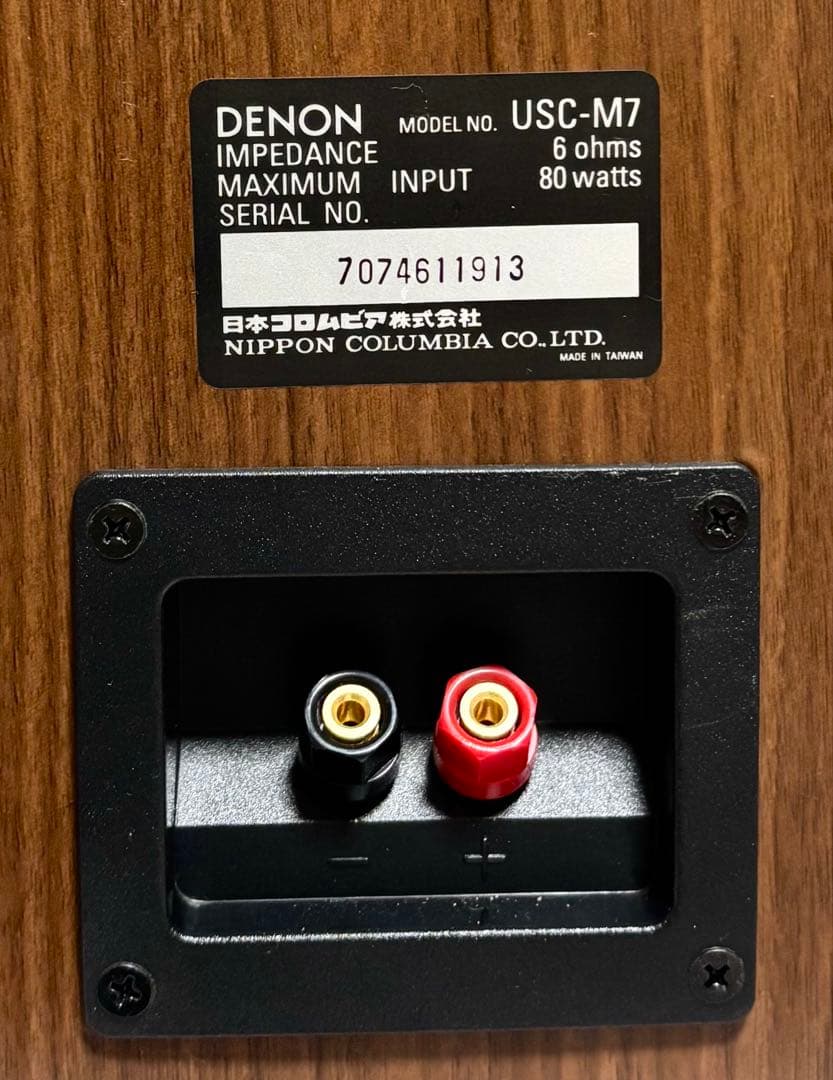 DENON MODEL NO. USC-M7
IMPEDANCE 6 ohms
MAXIMUM INPUT 80 watts
SERIAL NO.
7074611913
日本コロムビア株式会社
NIPPON COLUMBIA CO.,LTD.
MADE IN TAIWAN
− +